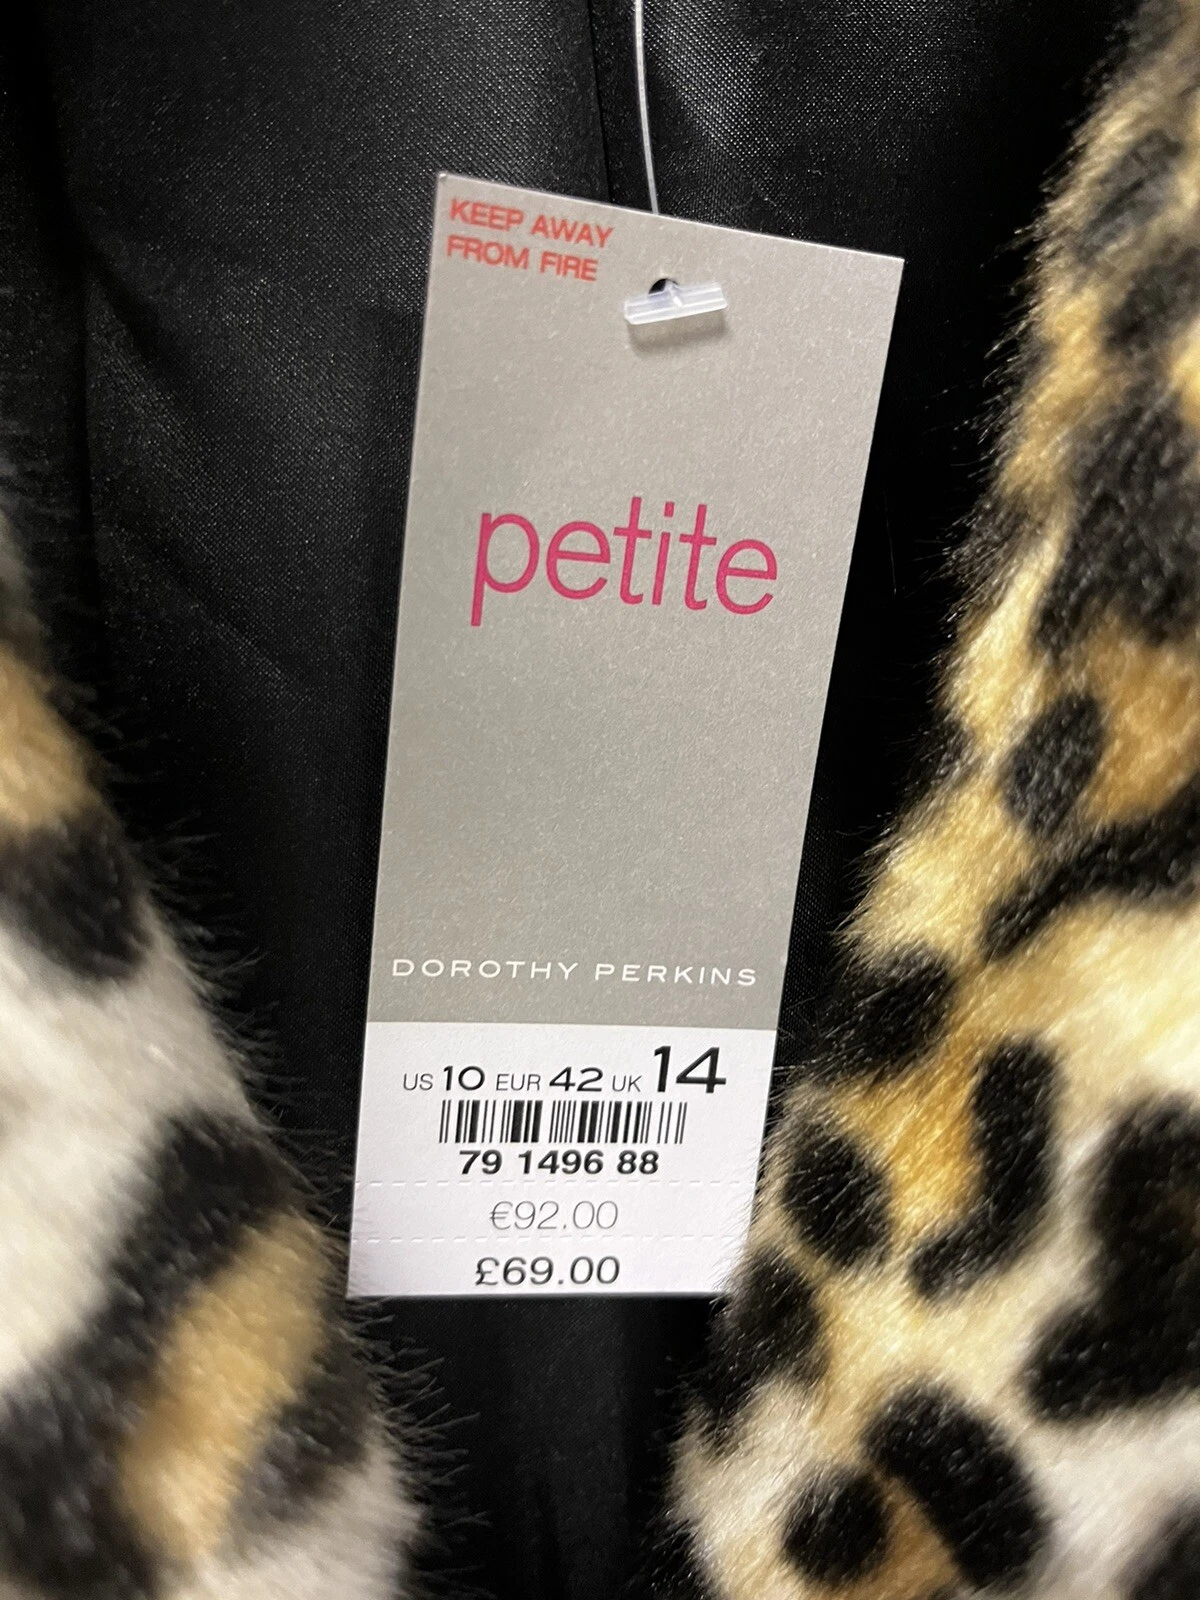 KEEP AWAY
FROM FIRE
petite
DOROTHY PERKINS
US 10 EUR 42 UK 14
79 1496 88
€92.00
£69.00